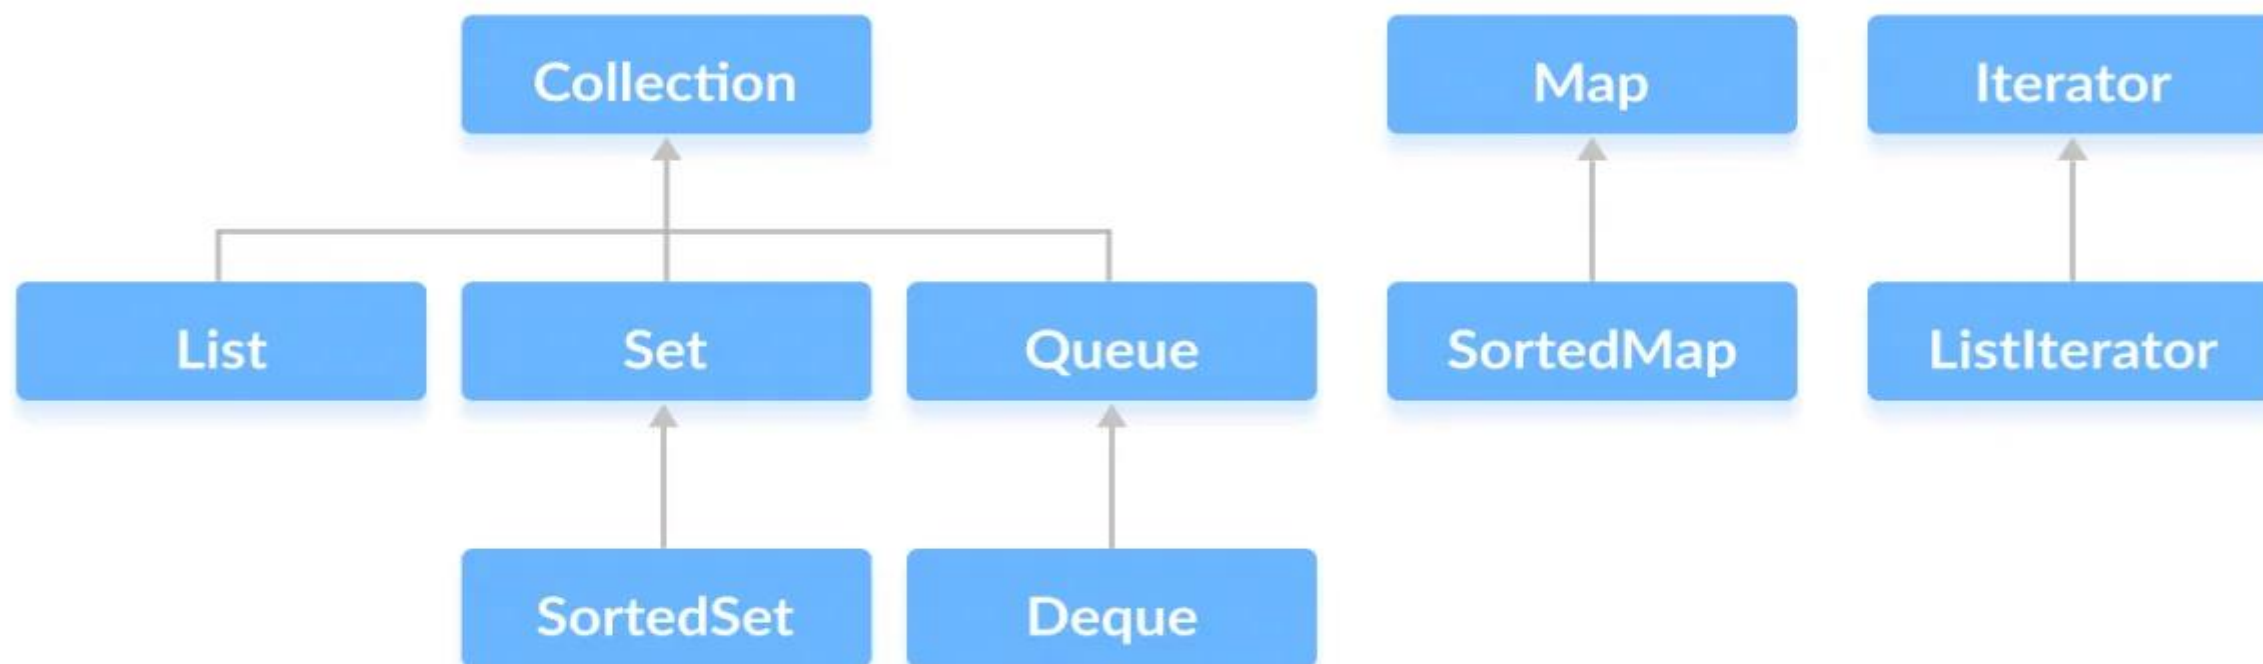 Collection
Map
Iterator
List
Set
Queue
SortedMap
ListIterator
SortedSet
Deque